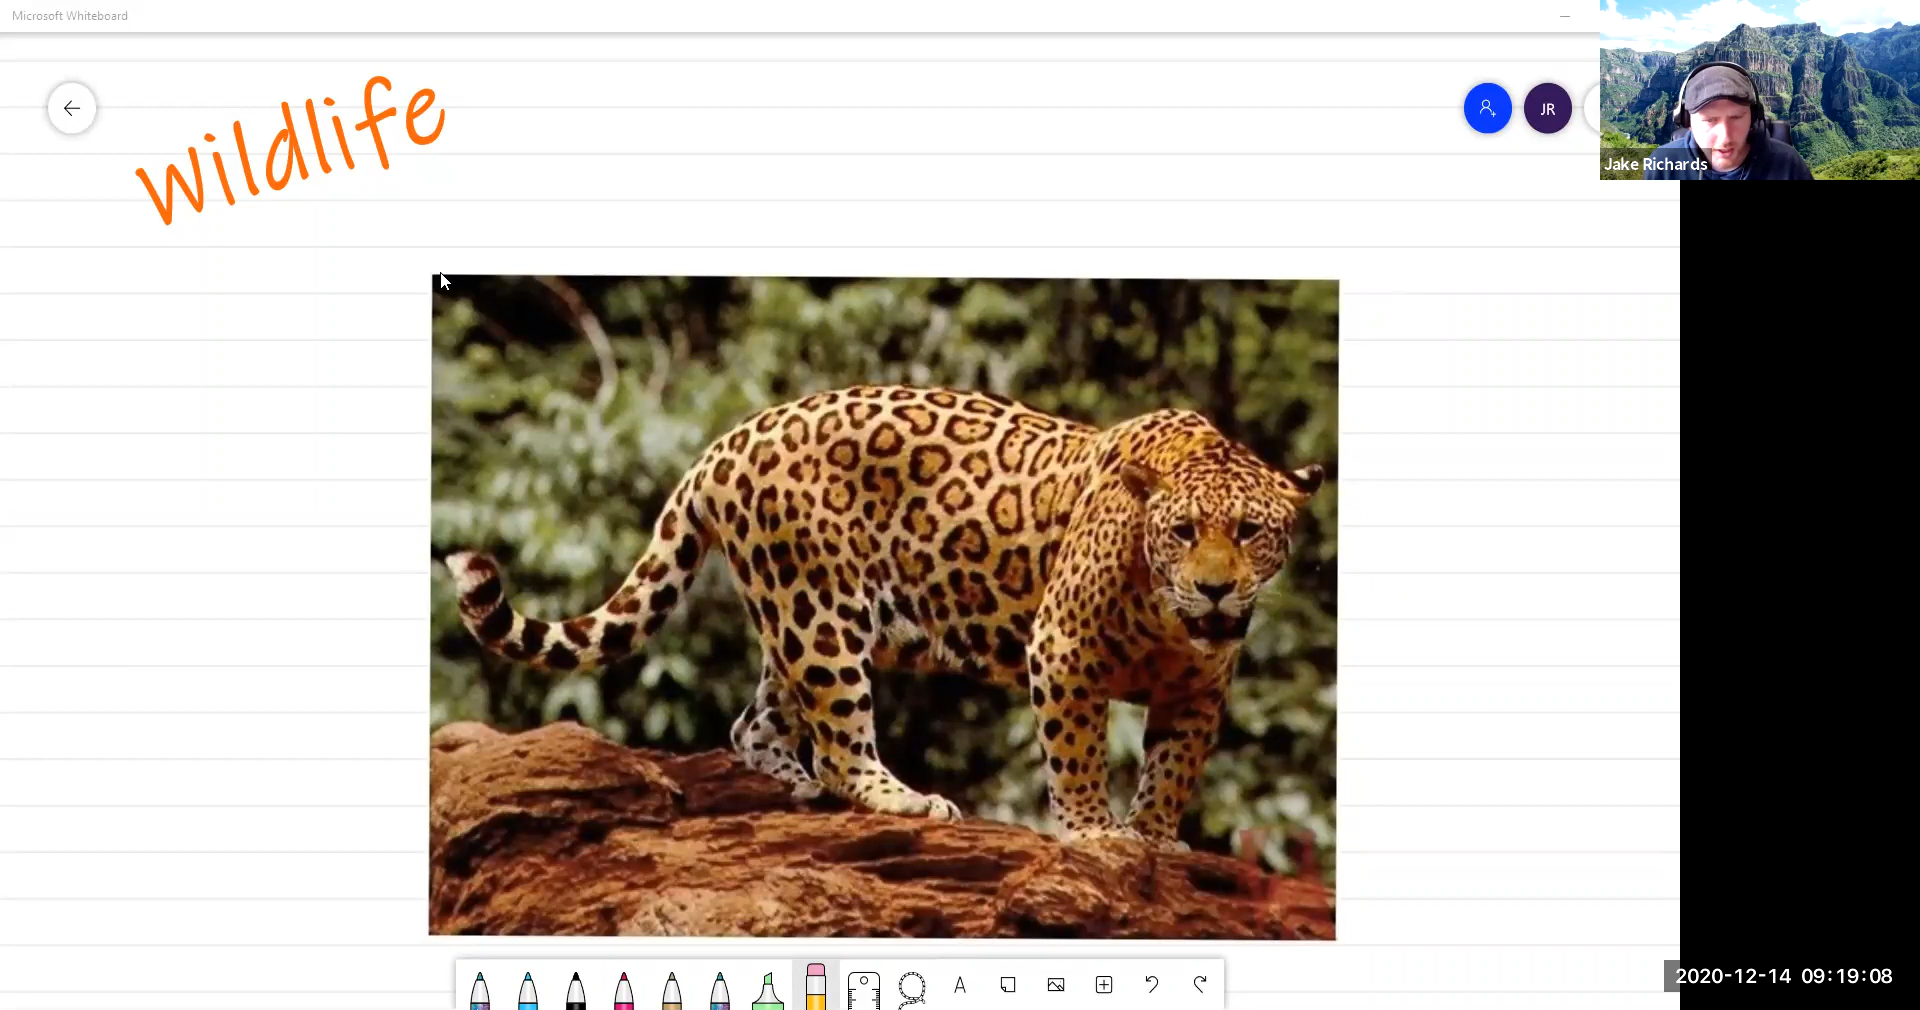 Microsoft Whiteboard
wildlife
JR
Jake Richards
A
2020-12-14 09:19:08